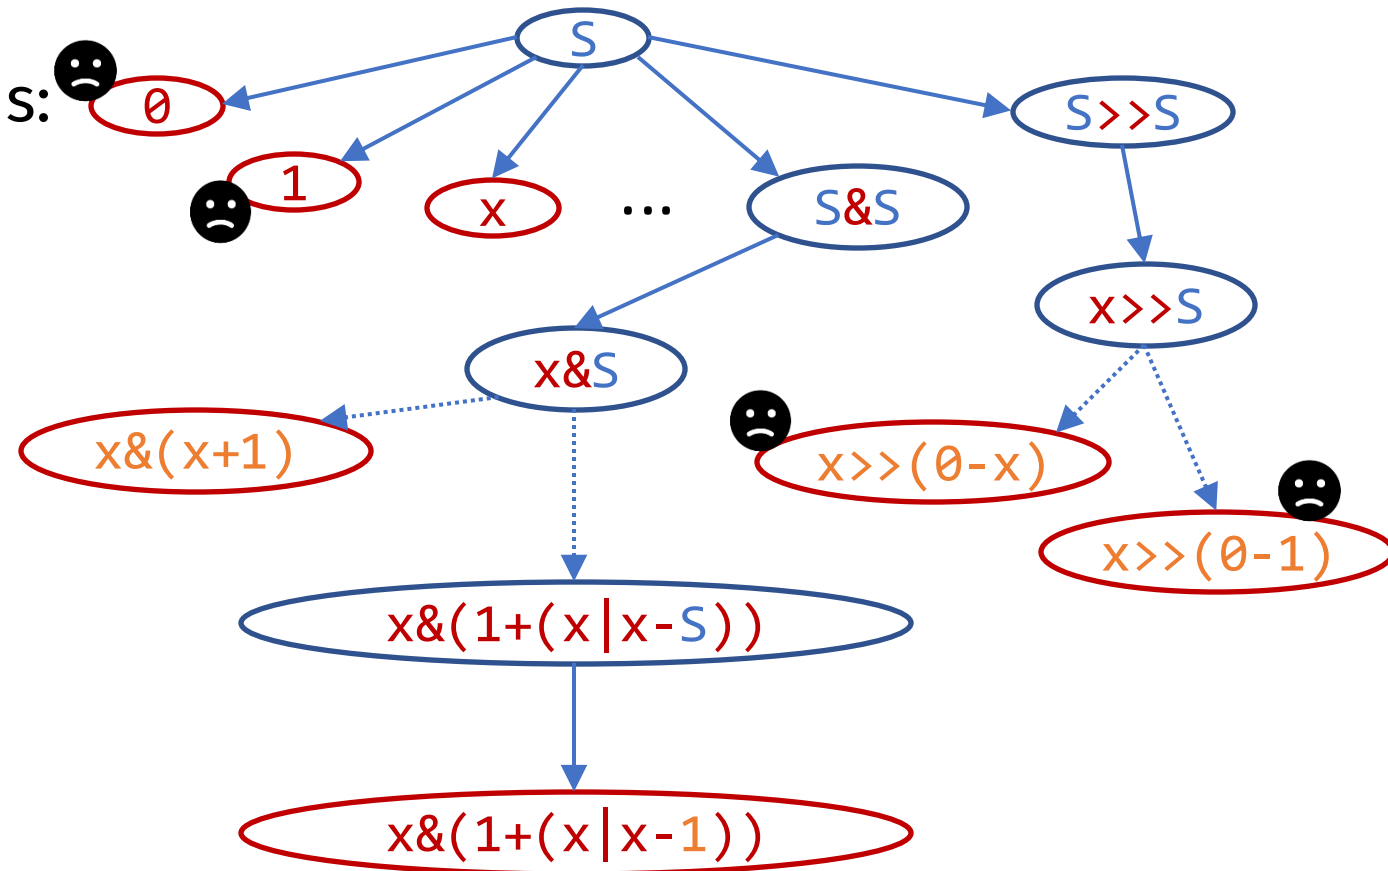 S
s:
0
S>>S
1
x
...
S&S
x>>S
x&S
x&(x+1)
x>>(0-x)
x>>(0-1)
x&(1+(x|x-S))
x&(1+(x|x-1))